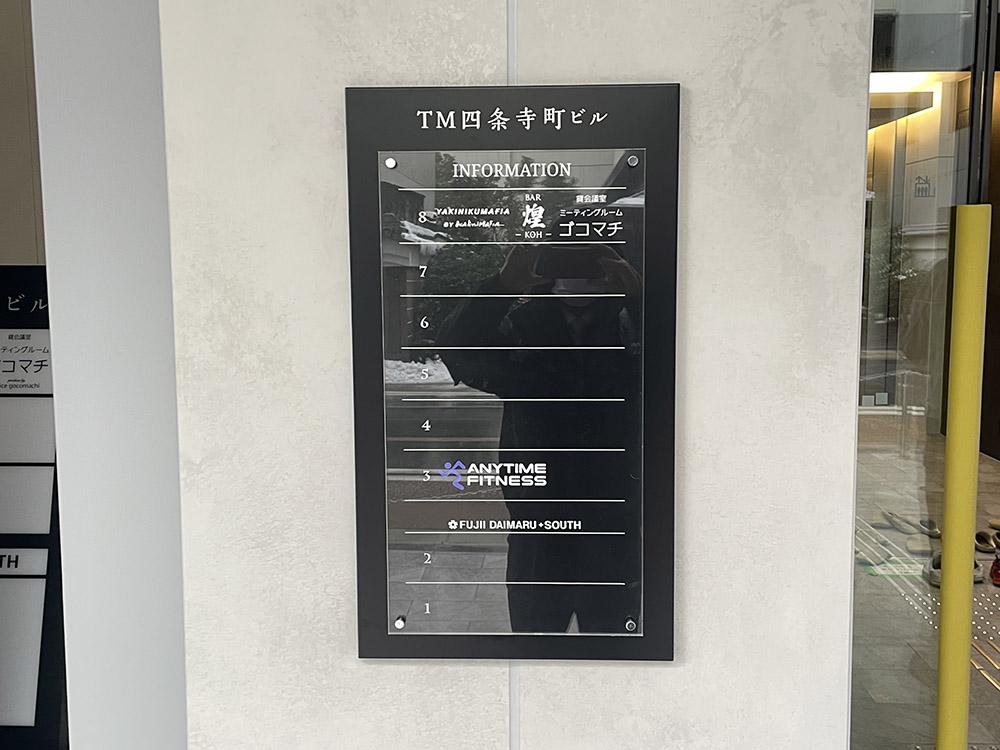 TM四条寺町ビル
INFORMATION
8 YAKINIKUMAFIA
BAR
煌
- KOH -
貸会議室
ミーティングルーム
ゴコマチ
7
6
5
4
3 ANYTIME
FITNESS
FUJII DAIMARU+SOUTH
2
1
ビル
貸会議室
ティングルーム
コマチ
ice gocomachi
TH